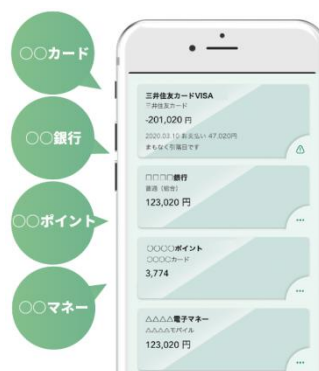 ○○カード
○○銀行
○○ポイント
○○マネー
三井住友カードVISA
三井住友カード
-201,020 円
2020.03.10 お支払い 47,020円
まもなく引落日です
□□□□銀行
普通（総合）
123,020 円
○○○○ポイント
○○○○カード
3,774
△△△△電子マネー
△△△△モバイル
123,020 円